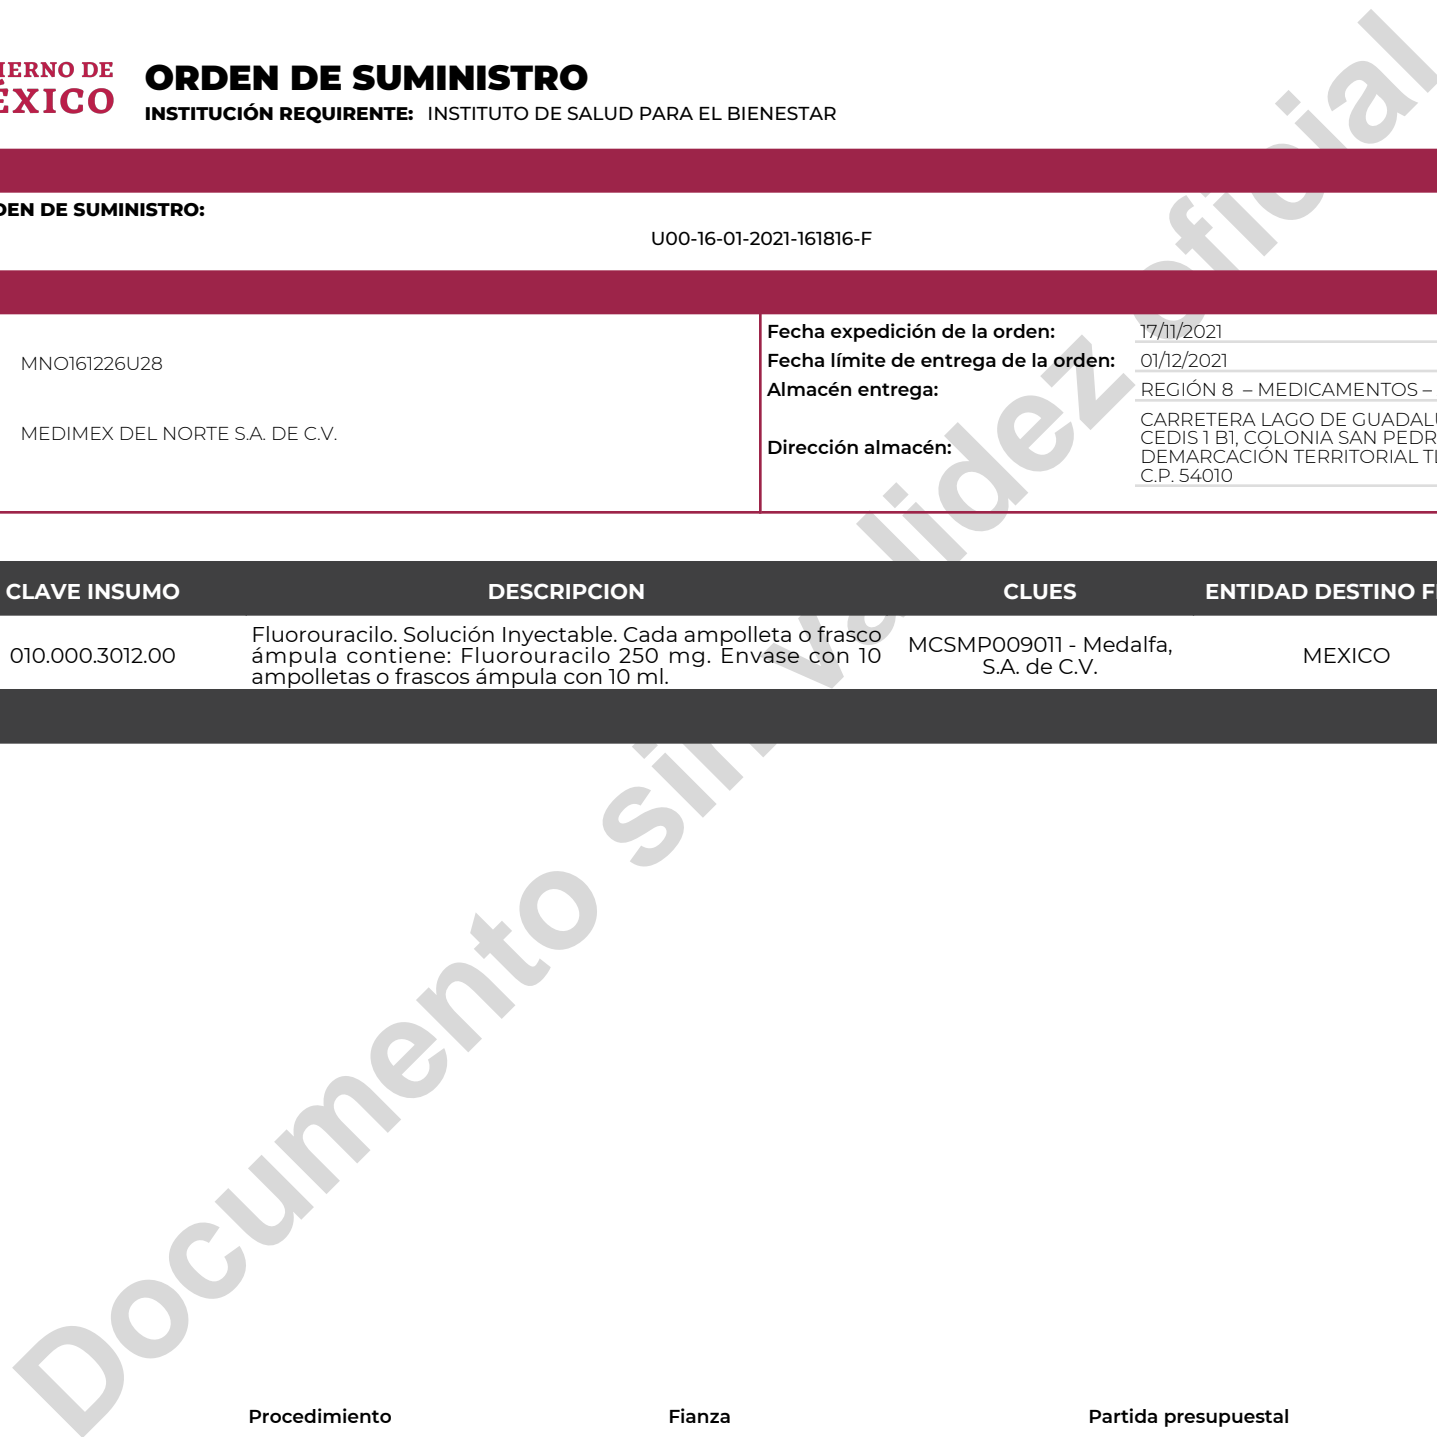 IERNO DE
ÉXICO
ORDEN DE SUMINISTRO
INSTITUCIÓN REQUIRENTE: INSTITUTO DE SALUD PARA EL BIENESTAR
DEN DE SUMINISTRO:
U00-16-01-2021-161816-F
MNO161226U28
MEDIMEX DEL NORTE S.A. DE C.V.
Fecha expedición de la orden: 17/11/2021
Fecha límite de entrega de la orden: 01/12/2021
Almacén entrega: REGIÓN 8 – MEDICAMENTOS –
Dirección almacén:
CARRETERA LAGO DE GUADALU
CEDIS 1 B1, COLONIA SAN PEDR
DEMARCACIÓN TERRITORIAL TL
C.P. 54010
CLAVE INSUMO DESCRIPCION CLUES ENTIDAD DESTINO FI
010.000.3012.00
Fluorouracilo. Solución Inyectable. Cada ampolleta o frasco
ámpula contiene: Fluorouracilo 250 mg. Envase con 10
ampolletas o frascos ámpula con 10 ml.
MCSMP009011 - Medalfa,
S.A. de C.V.
MEXICO
Documento sin validez oficial
Procedimiento Fianza Partida presupuestal